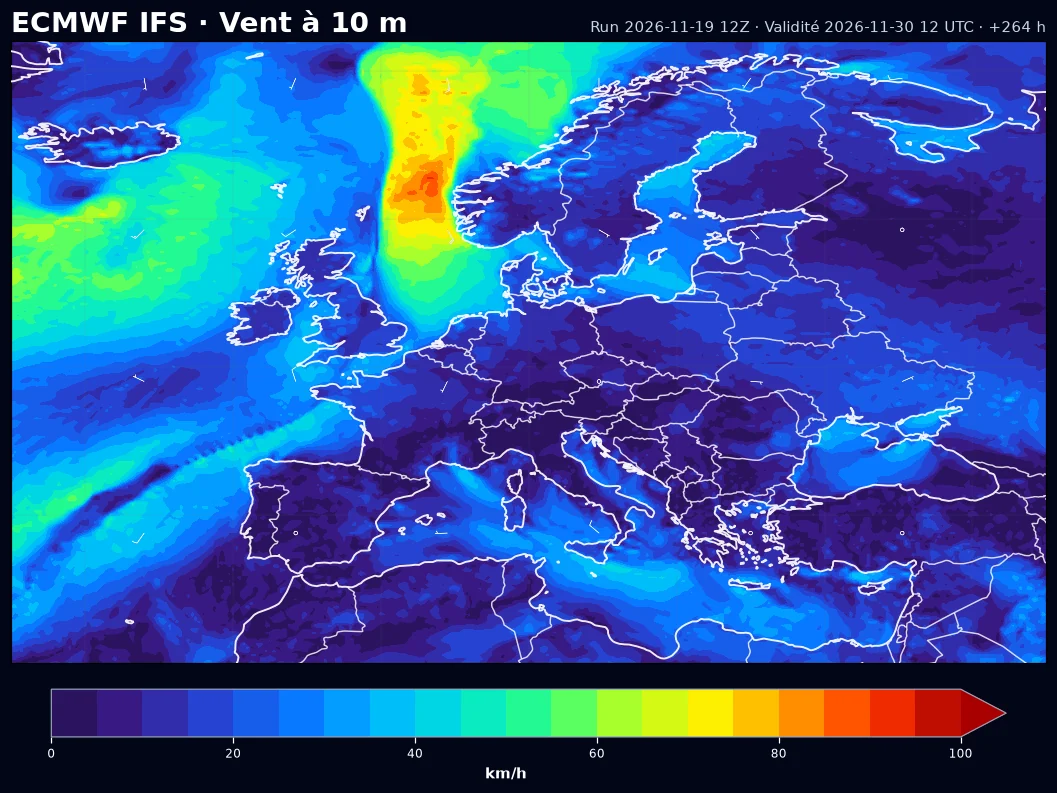 ECMWF IFS · Vent à 10 m
Run 2026-11-19 12Z · Validité 2026-11-30 12 UTC · +264 h
0 20 40 60 80 100
km/h